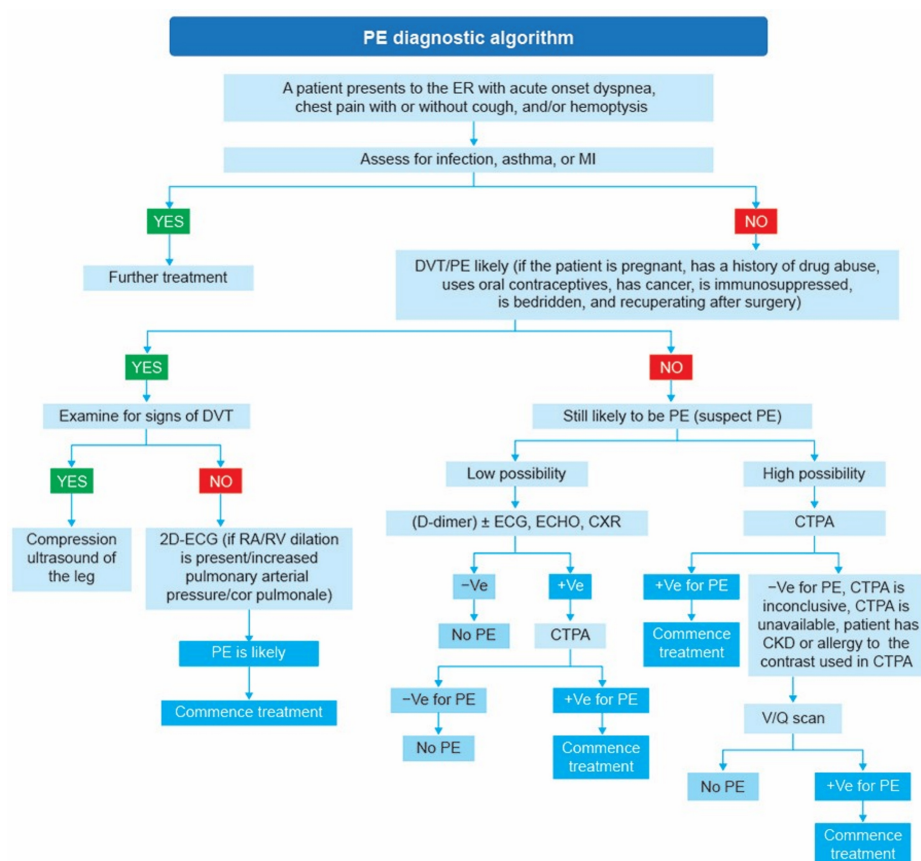 PE diagnostic algorithm
A patient presents to the ER with acute onset dyspnea,
chest pain with or without cough, and/or hemoptysis
Assess for infection, asthma, or MI
YES
NO
Further treatment
DVT/PE likely (if the patient is pregnant, has a history of drug abuse,
uses oral contraceptives, has cancer, is immunosuppressed,
is bedridden, and recuperating after surgery)
YES
NO
Examine for signs of DVT
Still likely to be PE (suspect PE)
YES
NO
Low possibility
High possibility
Compression
ultrasound of
the leg
2D-ECG (if RA/RV dilation
is present/increased
pulmonary arterial
pressure/cor pulmonale)
(D-dimer) ± ECG, ECHO, CXR
CTPA
−Ve
+Ve
+Ve for PE
−Ve for PE, CTPA is
inconclusive, CTPA is
unavailable, patient has
CKD or allergy to the
contrast used in CTPA
No PE
CTPA
Commence
treatment
PE is likely
−Ve for PE
+Ve for PE
Commence treatment
V/Q scan
No PE
Commence
treatment
No PE
+Ve for PE
Commence
treatment